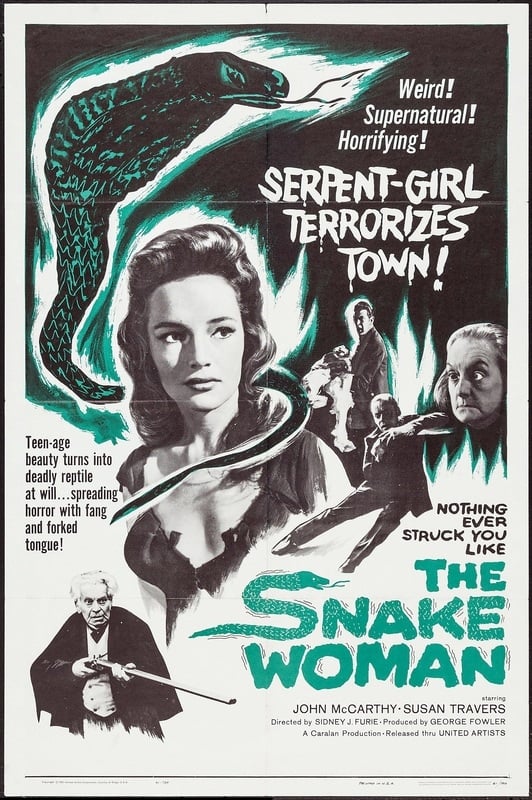 Weird!
Supernatural!
Horrifying!
SERPENT-GIRL
TERRORIZES
TOWN!
Teen-age
beauty turns into
deadly reptile
at will...spreading
horror with fang
and forked
tongue!
NOTHING
EVER
STRUCK YOU
LIKE
THE
SNAKE
WOMAN
starring
JOHN McCARTHY · SUSAN TRAVERS
Directed by SIDNEY J. FURIE · Produced by GEORGE FOWLER
A Caralan Production · Released thru UNITED ARTISTS
PRINTED IN U.S.A.